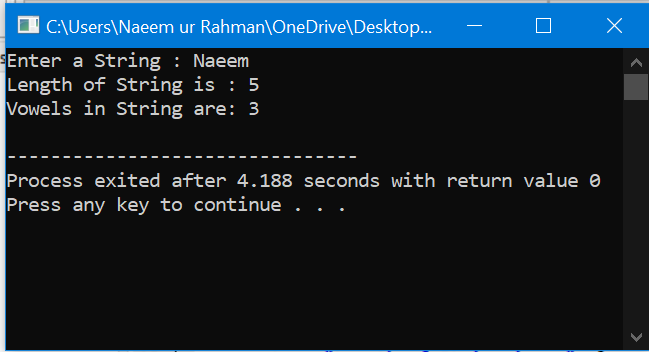 C:\Users\Naeem ur Rahman\OneDrive\Desktop...
Enter a String : Naeem
Length of String is : 5
Vowels in String are: 3
--------------------------------
Process exited after 4.188 seconds with return value 0
Press any key to continue . . .